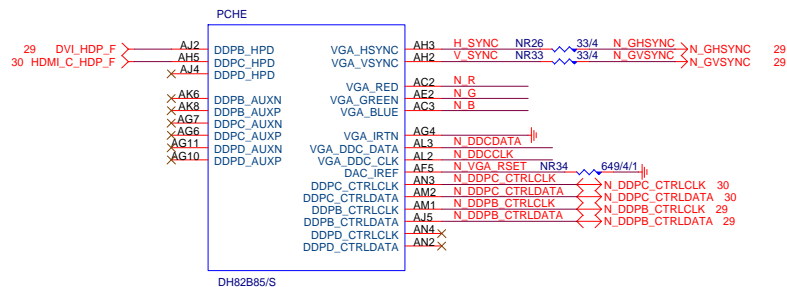 PCHE
29 DVI_HDP_F AJ2 DDPB_HPD VGA_HSYNC AH3 H_SYNC NR26 33/4 N_GHSYNC N_GHSYNC 29
30 HDMI_C_HDP_F AH5 DDPC_HPD VGA_VSYNC AH2 V_SYNC NR33 33/4 N_GVSYNC N_GVSYNC 29
AJ4 DDPD_HPD
VGA_RED AC2 N_R
AK6 DDPB_AUXN VGA_GREEN AE2 N_G
AK8 DDPB_AUXP VGA_BLUE AC3 N_B
AG7 DDPC_AUXN
AG6 DDPC_AUXP VGA_IRTN AG4
AG11 DDPD_AUXN VGA_DDC_DATA AL3 N_DDCDATA
AG10 DDPD_AUXP VGA_DDC_CLK AL2 N_DDCCLK
DAC_IREF AF5 N_VGA_RSET NR34 649/4/1
DDPC_CTRLCLK AN3 N_DDPC_CTRLCLK N_DDPC_CTRLCLK 30
DDPC_CTRLDATA AM2 N_DDPC_CTRLDATA N_DDPC_CTRLDATA 30
DDPB_CTRLCLK AM1 N_DDPB_CTRLCLK N_DDPB_CTRLCLK 29
DDPB_CTRLDATA AJ5 N_DDPB_CTRLDATA N_DDPB_CTRLDATA 29
DDPD_CTRLCLK AN4
DDPD_CTRLDATA AN2
DH82B85/S